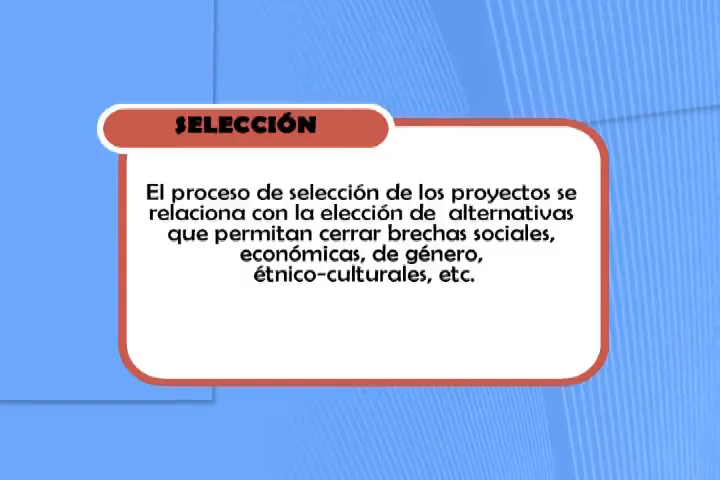 SELECCIÓN
El proceso de selección de los proyectos se
relaciona con la elección de alternativas
que permitan cerrar brechas sociales,
económicas, de género,
étnico-culturales, etc.